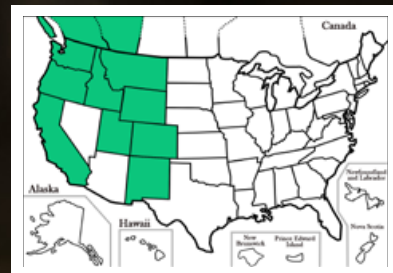 Canada
Newfoundland
and Labrador
Alaska
Hawaii
Nova Scotia
New
Brunswick
Prince Edward
Island